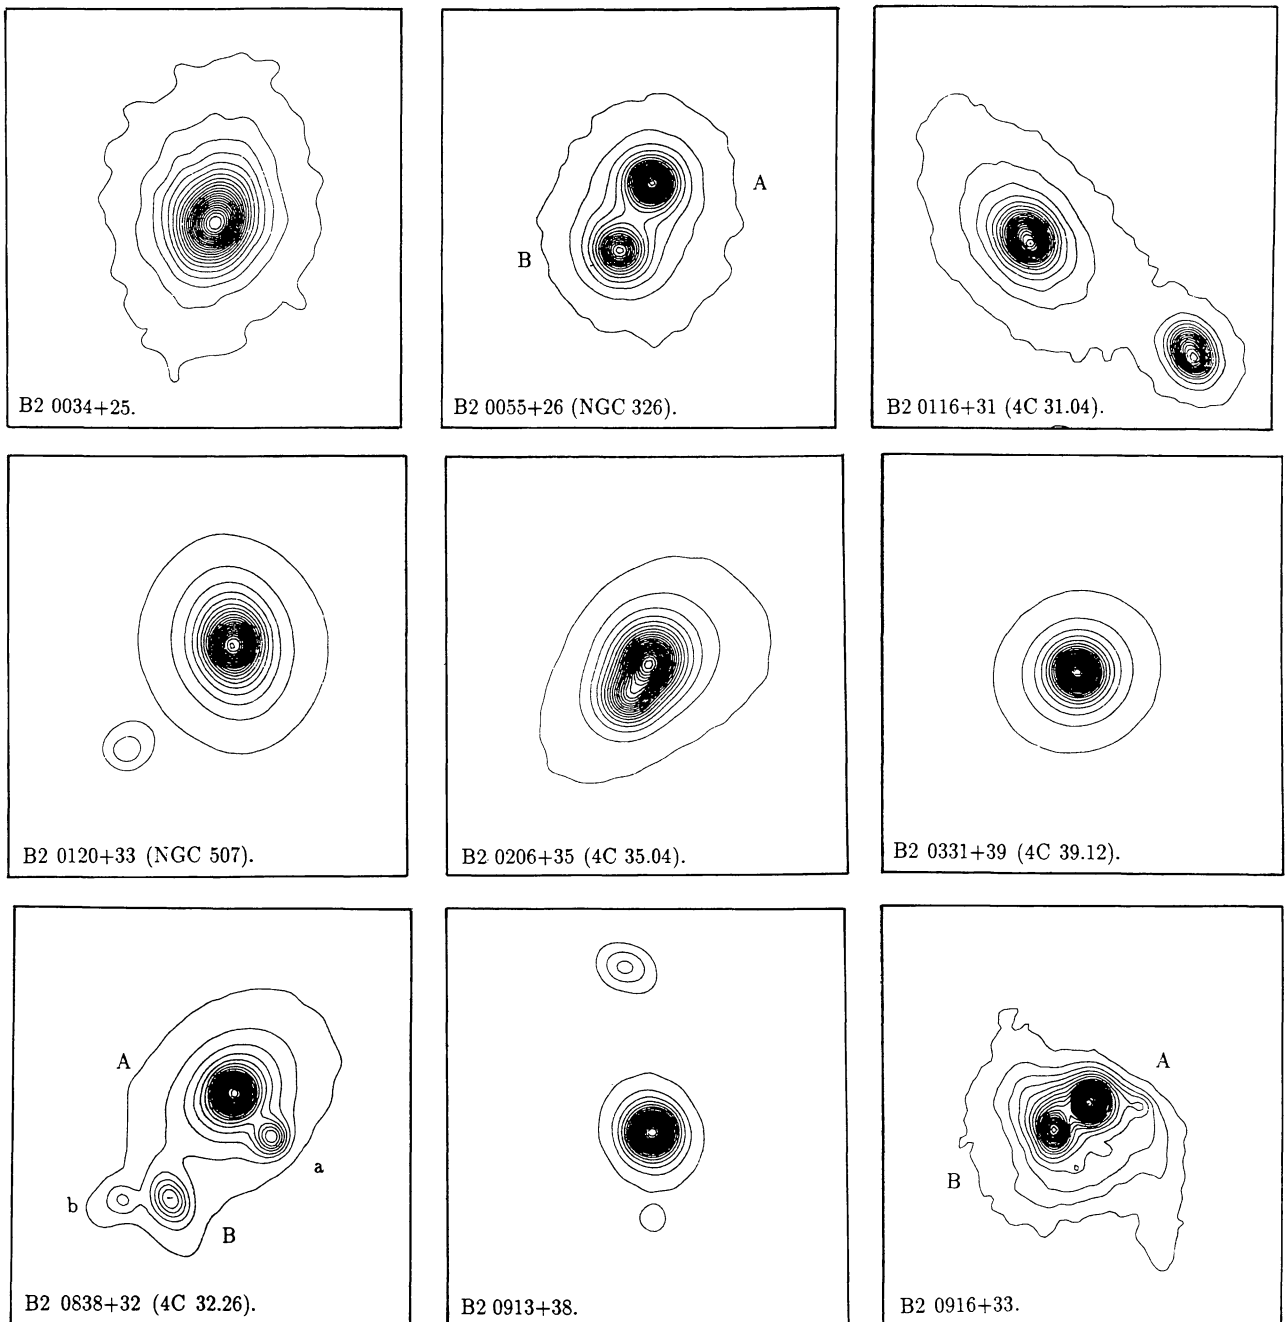 B2 0034+25.
A
B
B2 0055+26 (NGC 326).
B2 0116+31 (4C 31.04).
B2 0120+33 (NGC 507).
B2 0206+35 (4C 35.04).
B2 0331+39 (4C 39.12).
A
a
b
B
B2 0838+32 (4C 32.26).
B2 0913+38.
A
B
B2 0916+33.